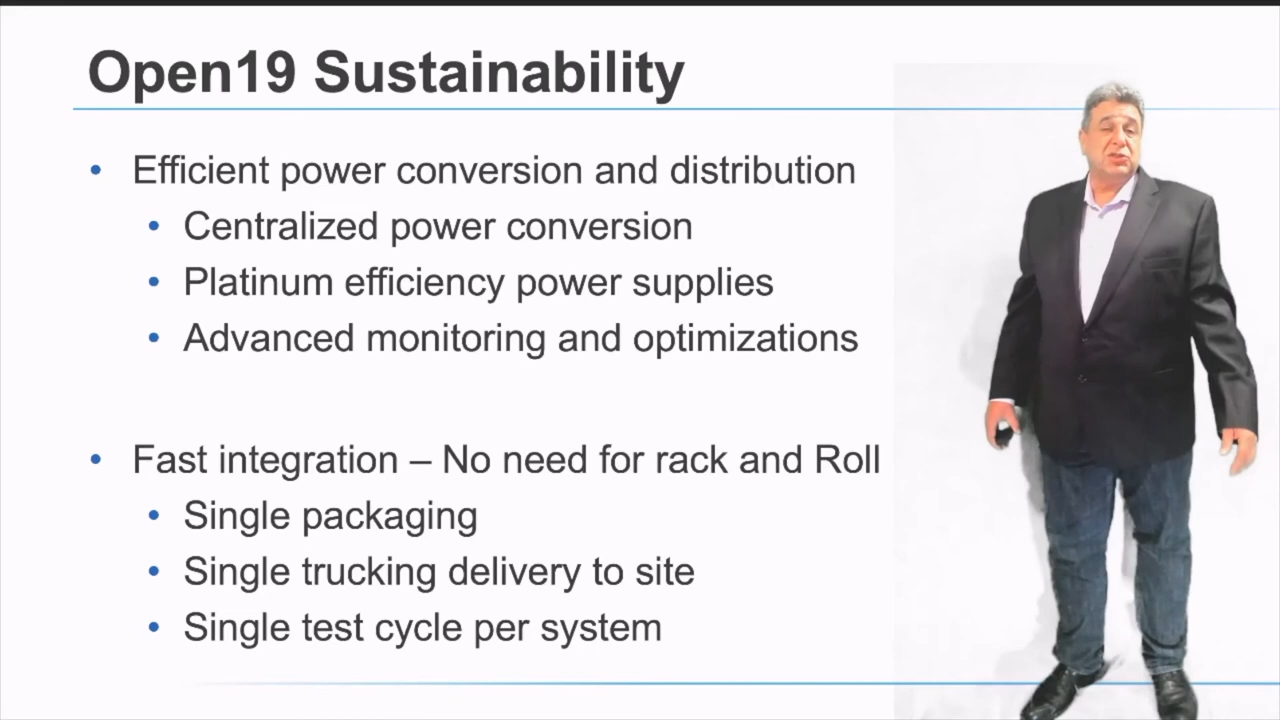 Open19 Sustainability
• Efficient power conversion and distribution
• Centralized power conversion
• Platinum efficiency power supplies
• Advanced monitoring and optimizations
• Fast integration – No need for rack and Roll
• Single packaging
• Single trucking delivery to site
• Single test cycle per system